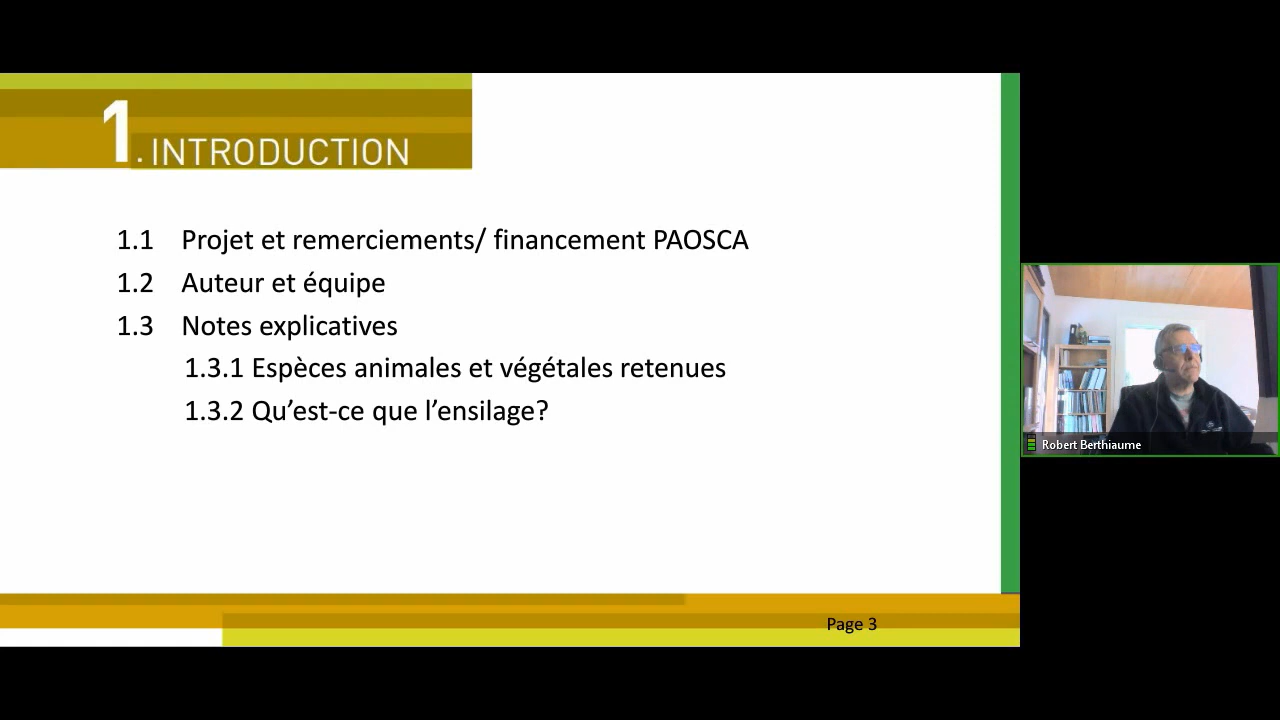 1. INTRODUCTION
1.1 Projet et remerciements/ financement PAOSCA
1.2 Auteur et équipe
1.3 Notes explicatives
1.3.1 Espèces animales et végétales retenues
1.3.2 Qu’est-ce que l’ensilage?
Page 3
Robert Berthiaume